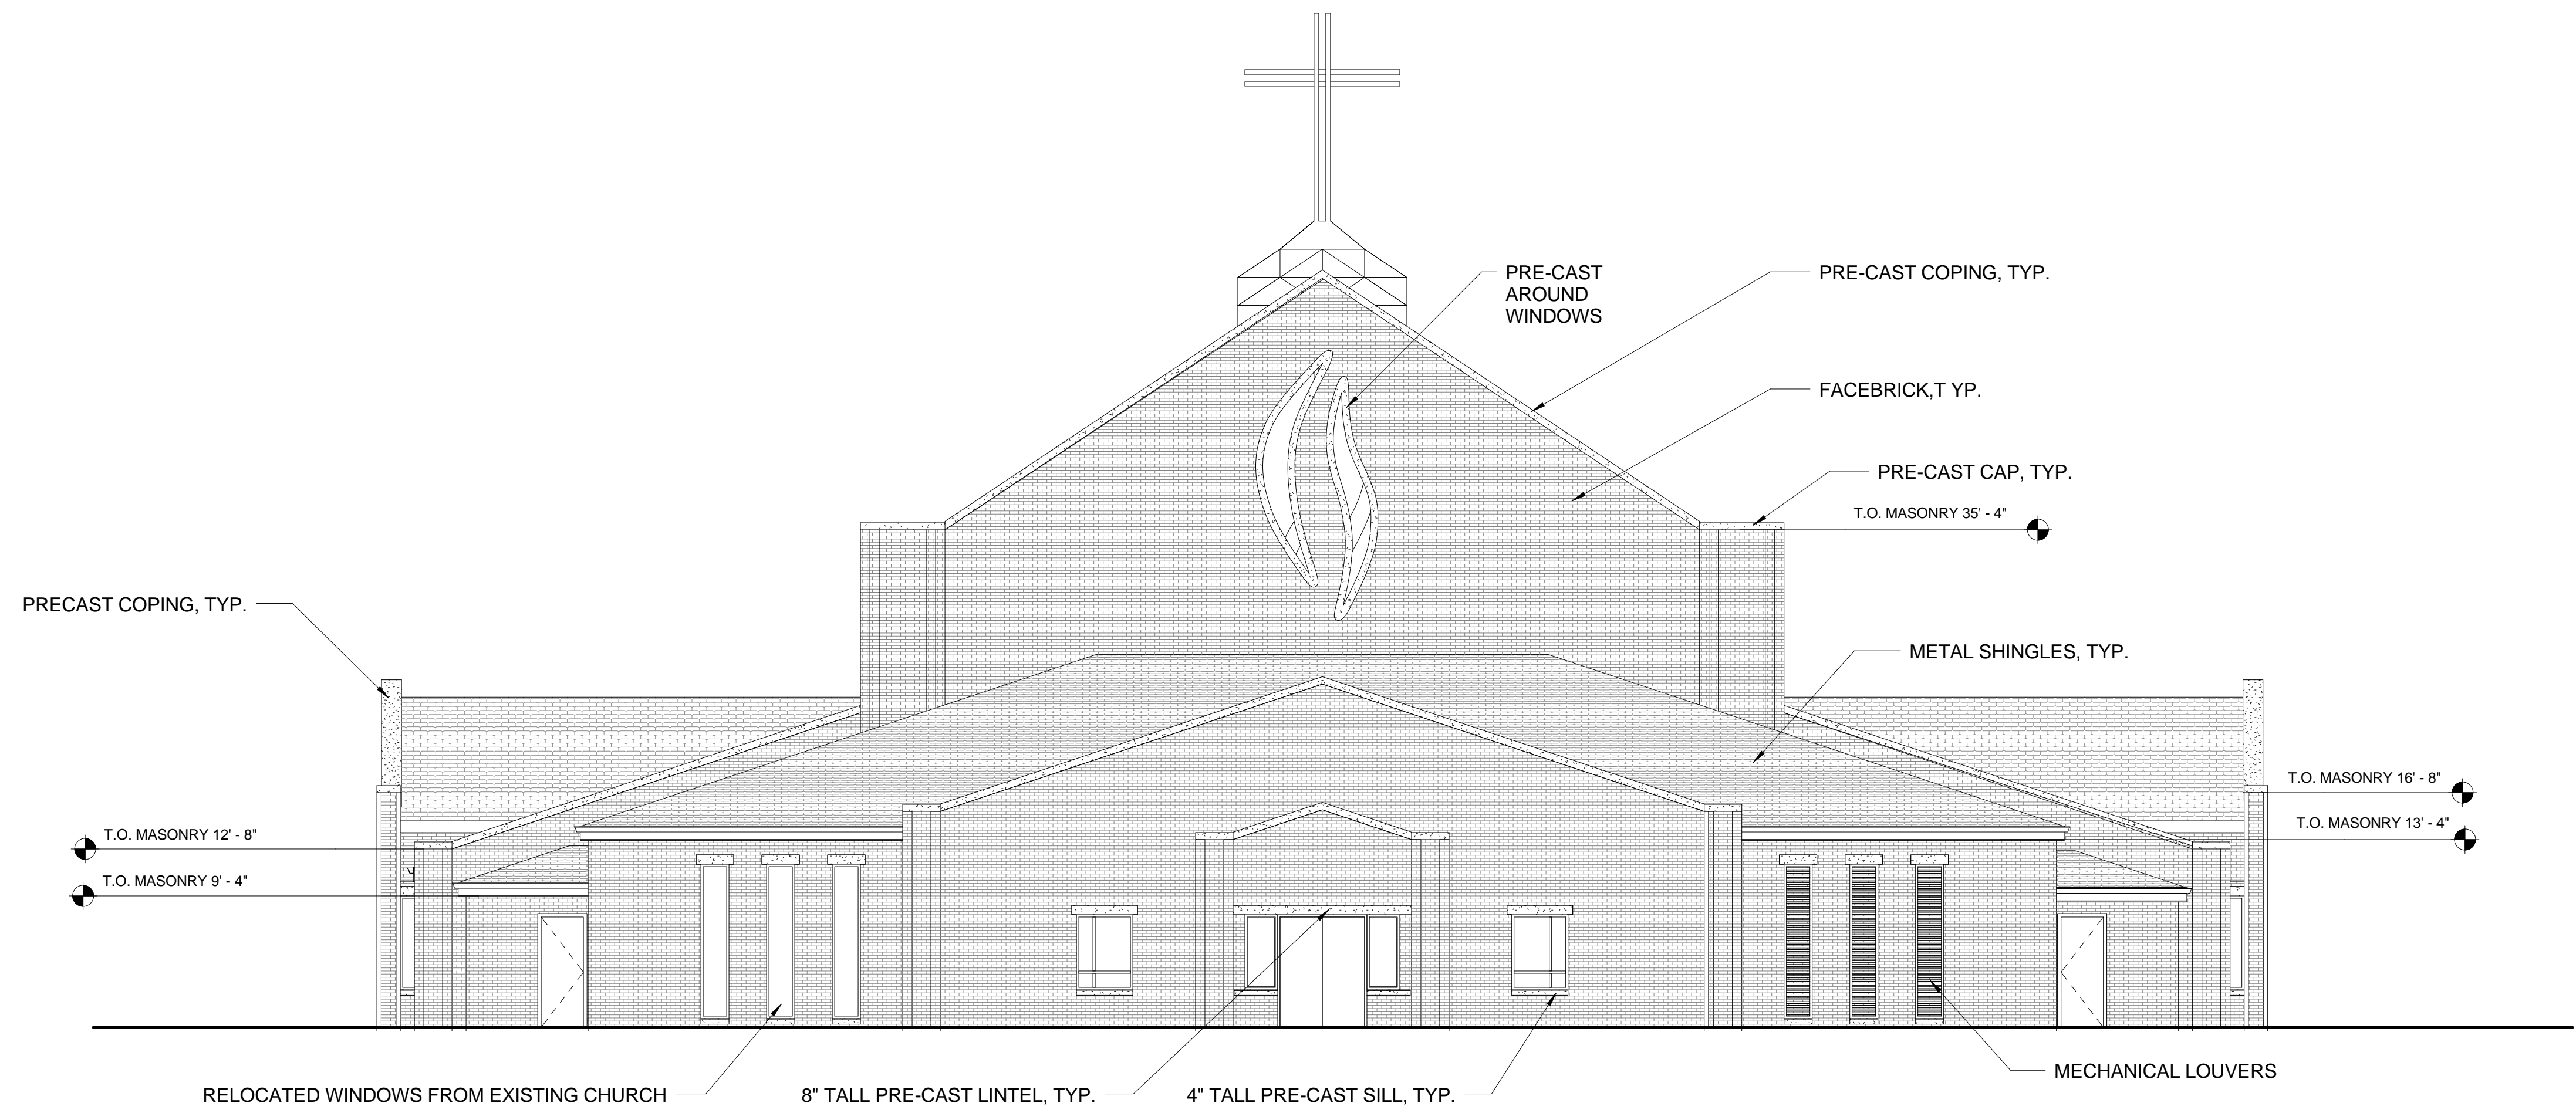 PRE-CAST
AROUND
WINDOWS
PRE-CAST COPING, TYP.
FACEBRICK,T YP.
PRE-CAST CAP, TYP.
T.O. MASONRY 35' - 4"
PRECAST COPING, TYP.
METAL SHINGLES, TYP.
T.O. MASONRY 16' - 8"
T.O. MASONRY 13' - 4"
T.O. MASONRY 12' - 8"
T.O. MASONRY 9' - 4"
MECHANICAL LOUVERS
RELOCATED WINDOWS FROM EXISTING CHURCH
8" TALL PRE-CAST LINTEL, TYP.
4" TALL PRE-CAST SILL, TYP.